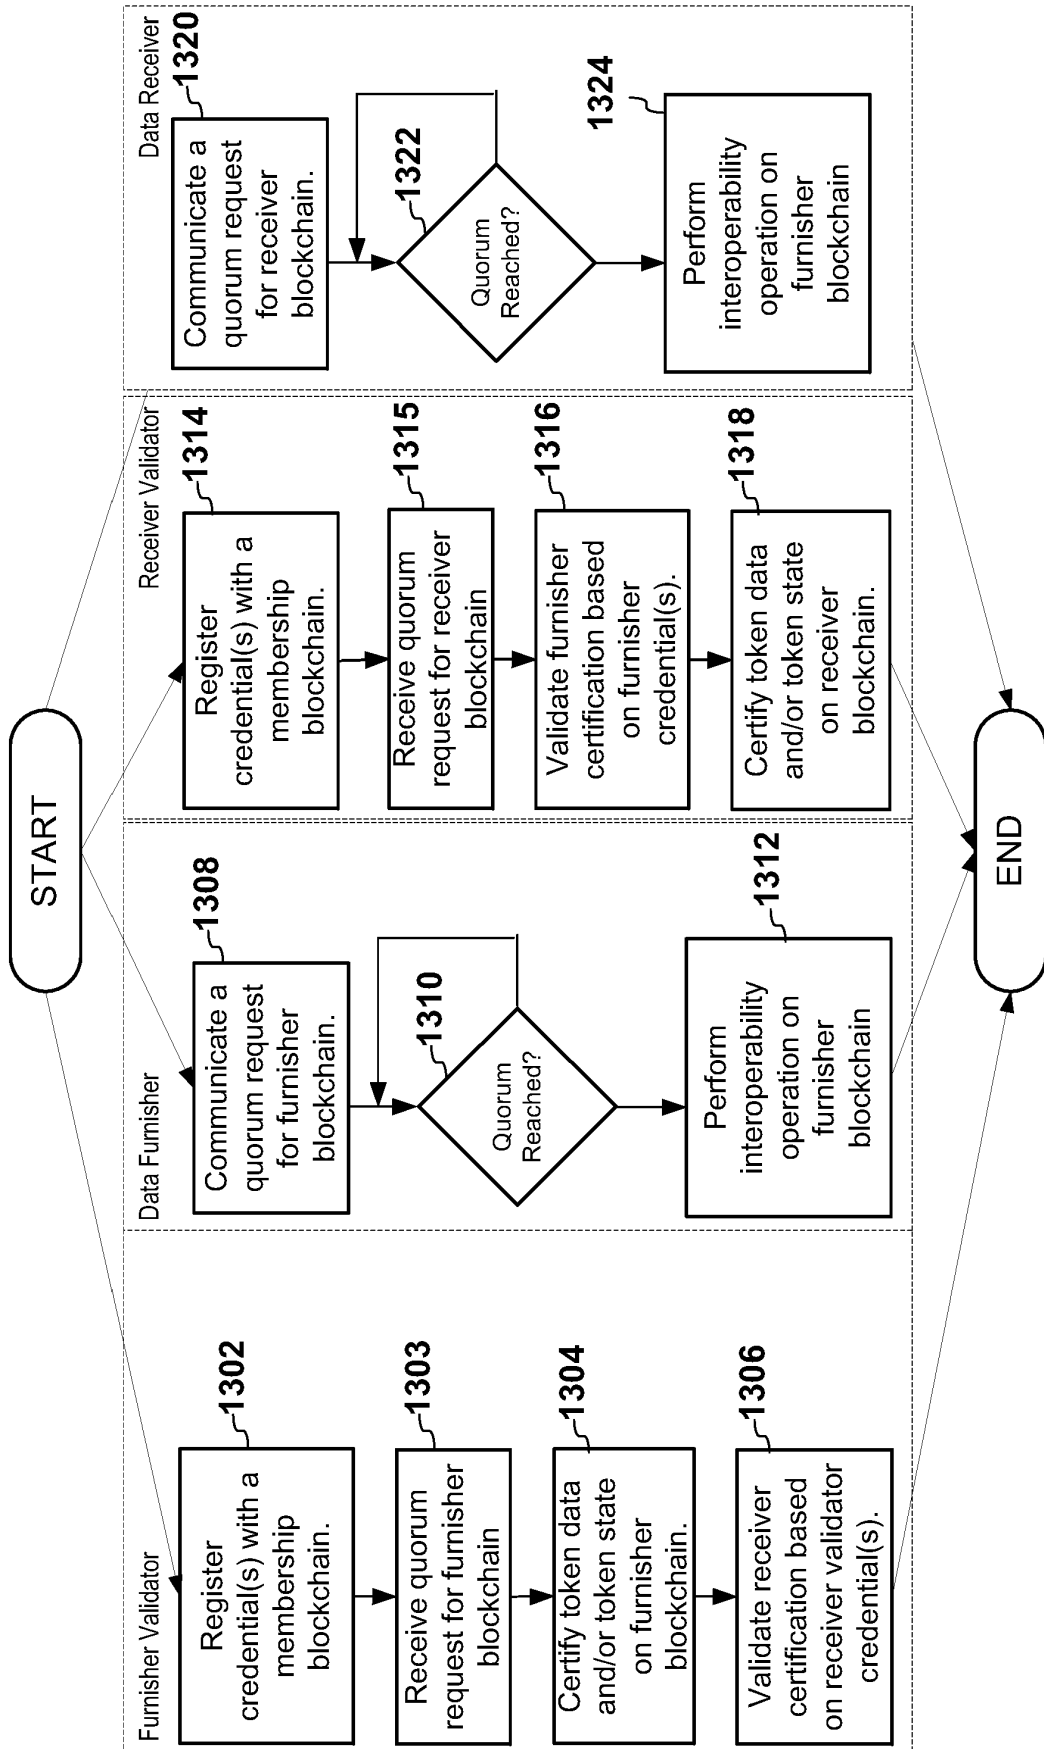 START
Furnisher Validator
1302
Register
credential(s) with a
membership
blockchain.
1303
Receive quorum
request for furnisher
blockchain
1304
Certify token data
and/or token state
on furnisher
blockchain.
1306
Validate receiver
certification based
on receiver validator
credential(s).
Data Furnisher
1308
Communicate a
quorum request
for furnisher
blockchain.
1310
Quorum
Reached?
1312
Perform
interoperability
operation on
furnisher
blockchain
Receiver Validator
1314
Register
credential(s) with a
membership
blockchain.
1315
Receive quorum
request for receiver
blockchain
1316
Validate furnisher
certification based
on furnisher
credential(s).
1318
Certify token data
and/or token state
on receiver
blockchain.
Data Receiver
1320
Communicate a
quorum request
for receiver
blockchain.
1322
Quorum
Reached?
1324
Perform
interoperability
operation on
furnisher
blockchain
END